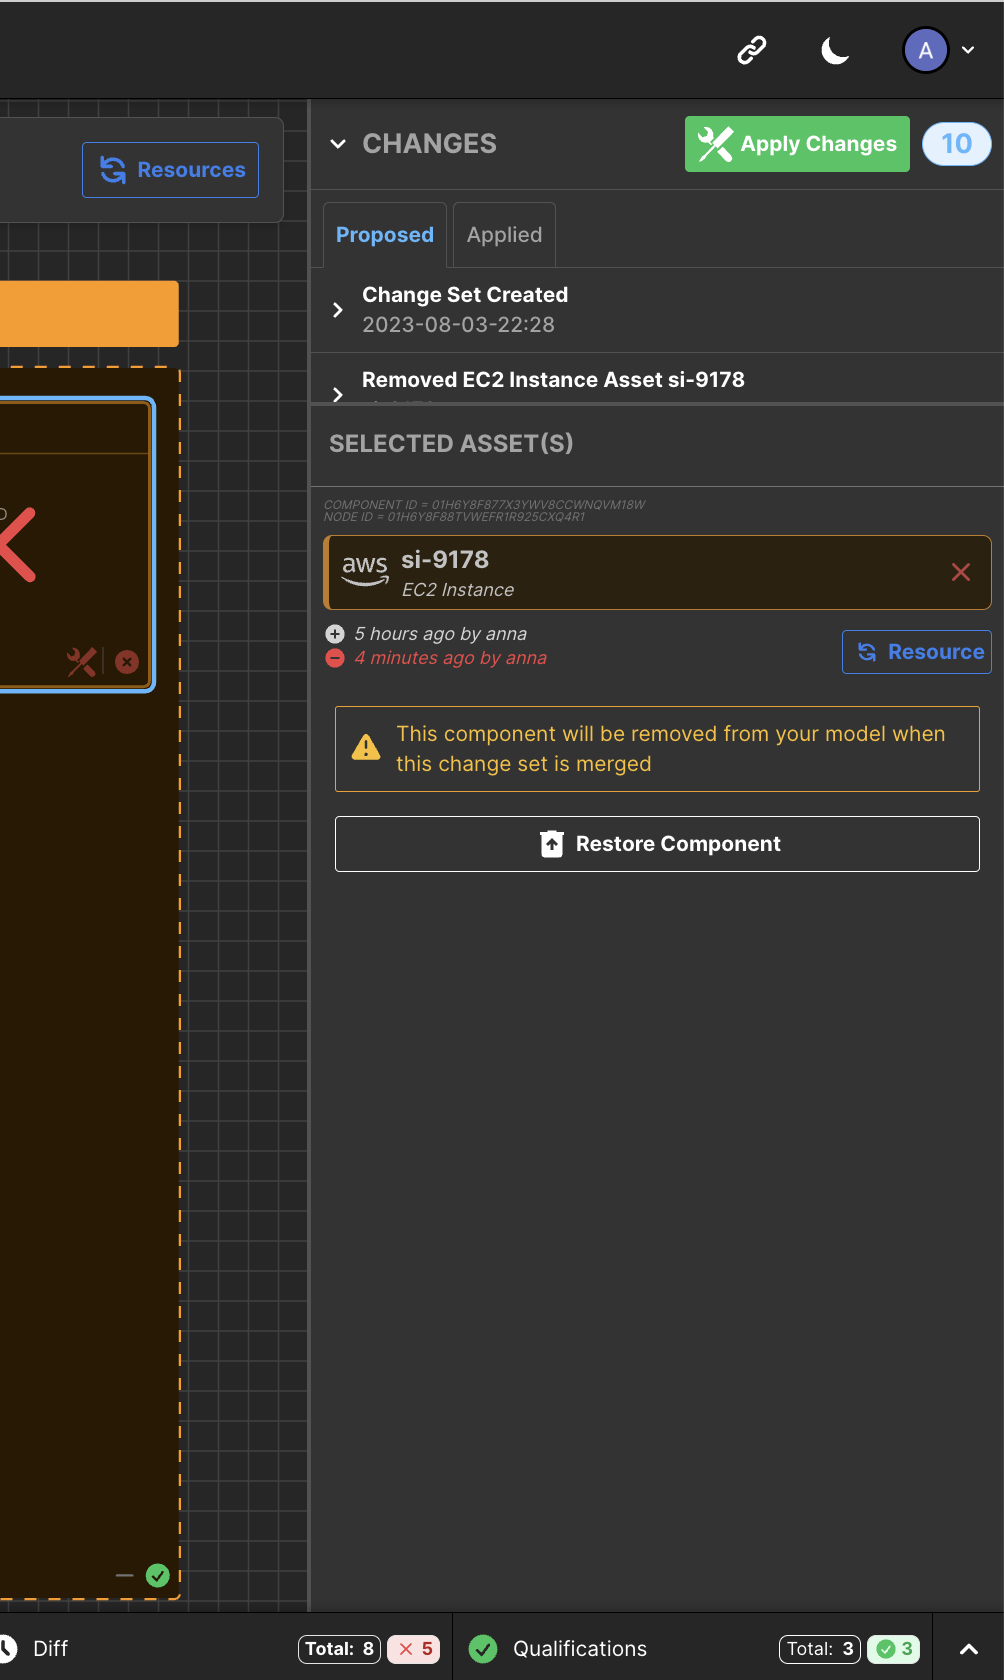 A
Resources
CHANGES
Apply Changes
10
Proposed
Applied
Change Set Created
2023-08-03-22:28
Removed EC2 Instance Asset si-9178
SELECTED ASSET(S)
COMPONENT ID = 01H6Y8F877X3YWV8CCWNQVM18W
NODE ID = 01H6Y8F88TVWEFR1R925CXQ4R1
aws
si-9178
EC2 Instance
5 hours ago by anna
4 minutes ago by anna
Resource
This component will be removed from your model when
this change set is merged
Restore Component
Diff
Total: 8
5
Qualifications
Total: 3
3